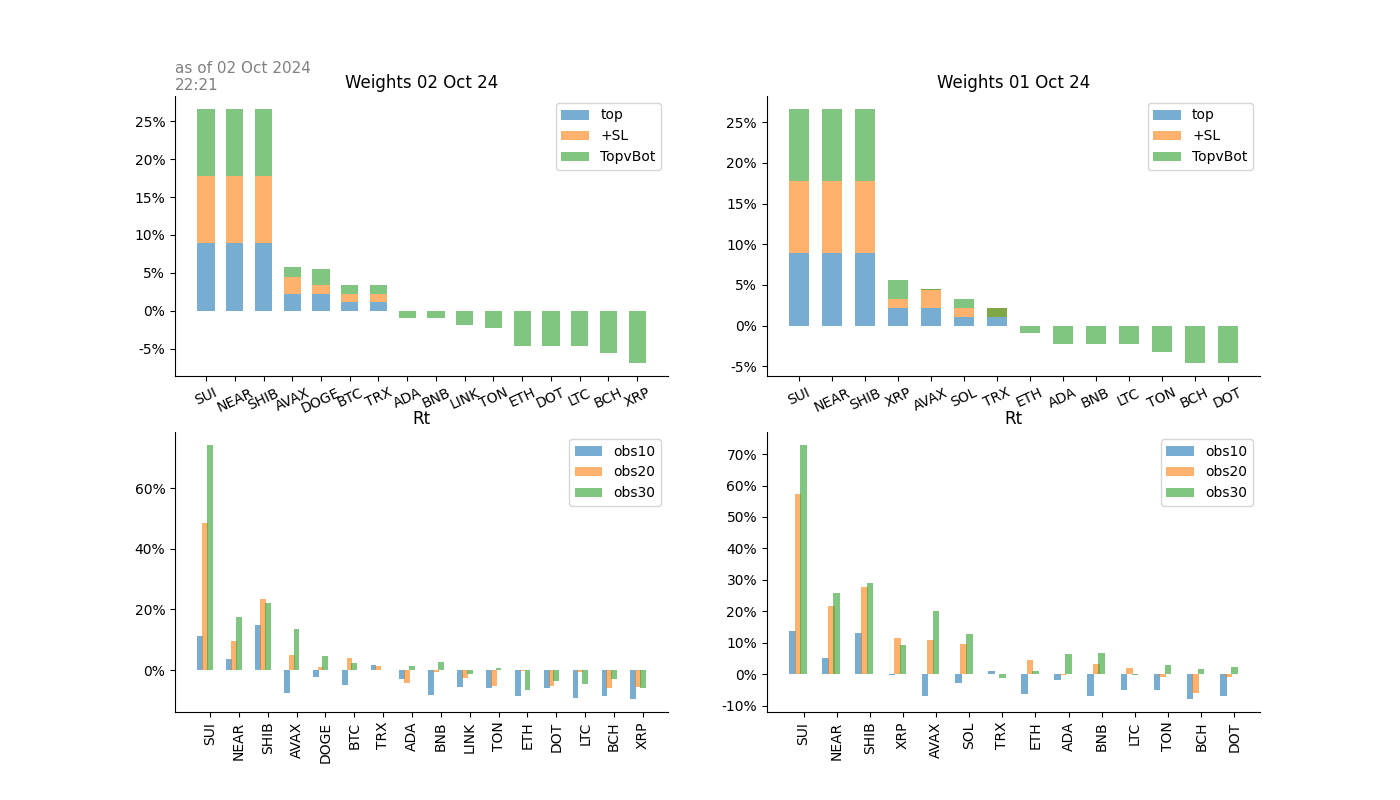 as of 02 Oct 2024
22:21
Weights 02 Oct 24
25%
20%
15%
10%
5%
0%
-5%
top
+SL
TopvBot
SUI NEAR SHIB AVAX DOGE BTC TRX ADA BNB LINK TON ETH DOT LTC BCH XRP
Weights 01 Oct 24
25%
20%
15%
10%
5%
0%
-5%
top
+SL
TopvBot
SUI NEAR SHIB XRP AVAX SOL TRX ETH ADA BNB LTC TON BCH DOT
Rt
60%
40%
20%
0%
obs10
obs20
obs30
SUI NEAR SHIB AVAX DOGE BTC TRX ADA BNB LINK TON ETH DOT LTC BCH XRP
Rt
70%
60%
50%
40%
30%
20%
10%
0%
-10%
obs10
obs20
obs30
SUI NEAR SHIB XRP AVAX SOL TRX ETH ADA BNB LTC TON BCH DOT